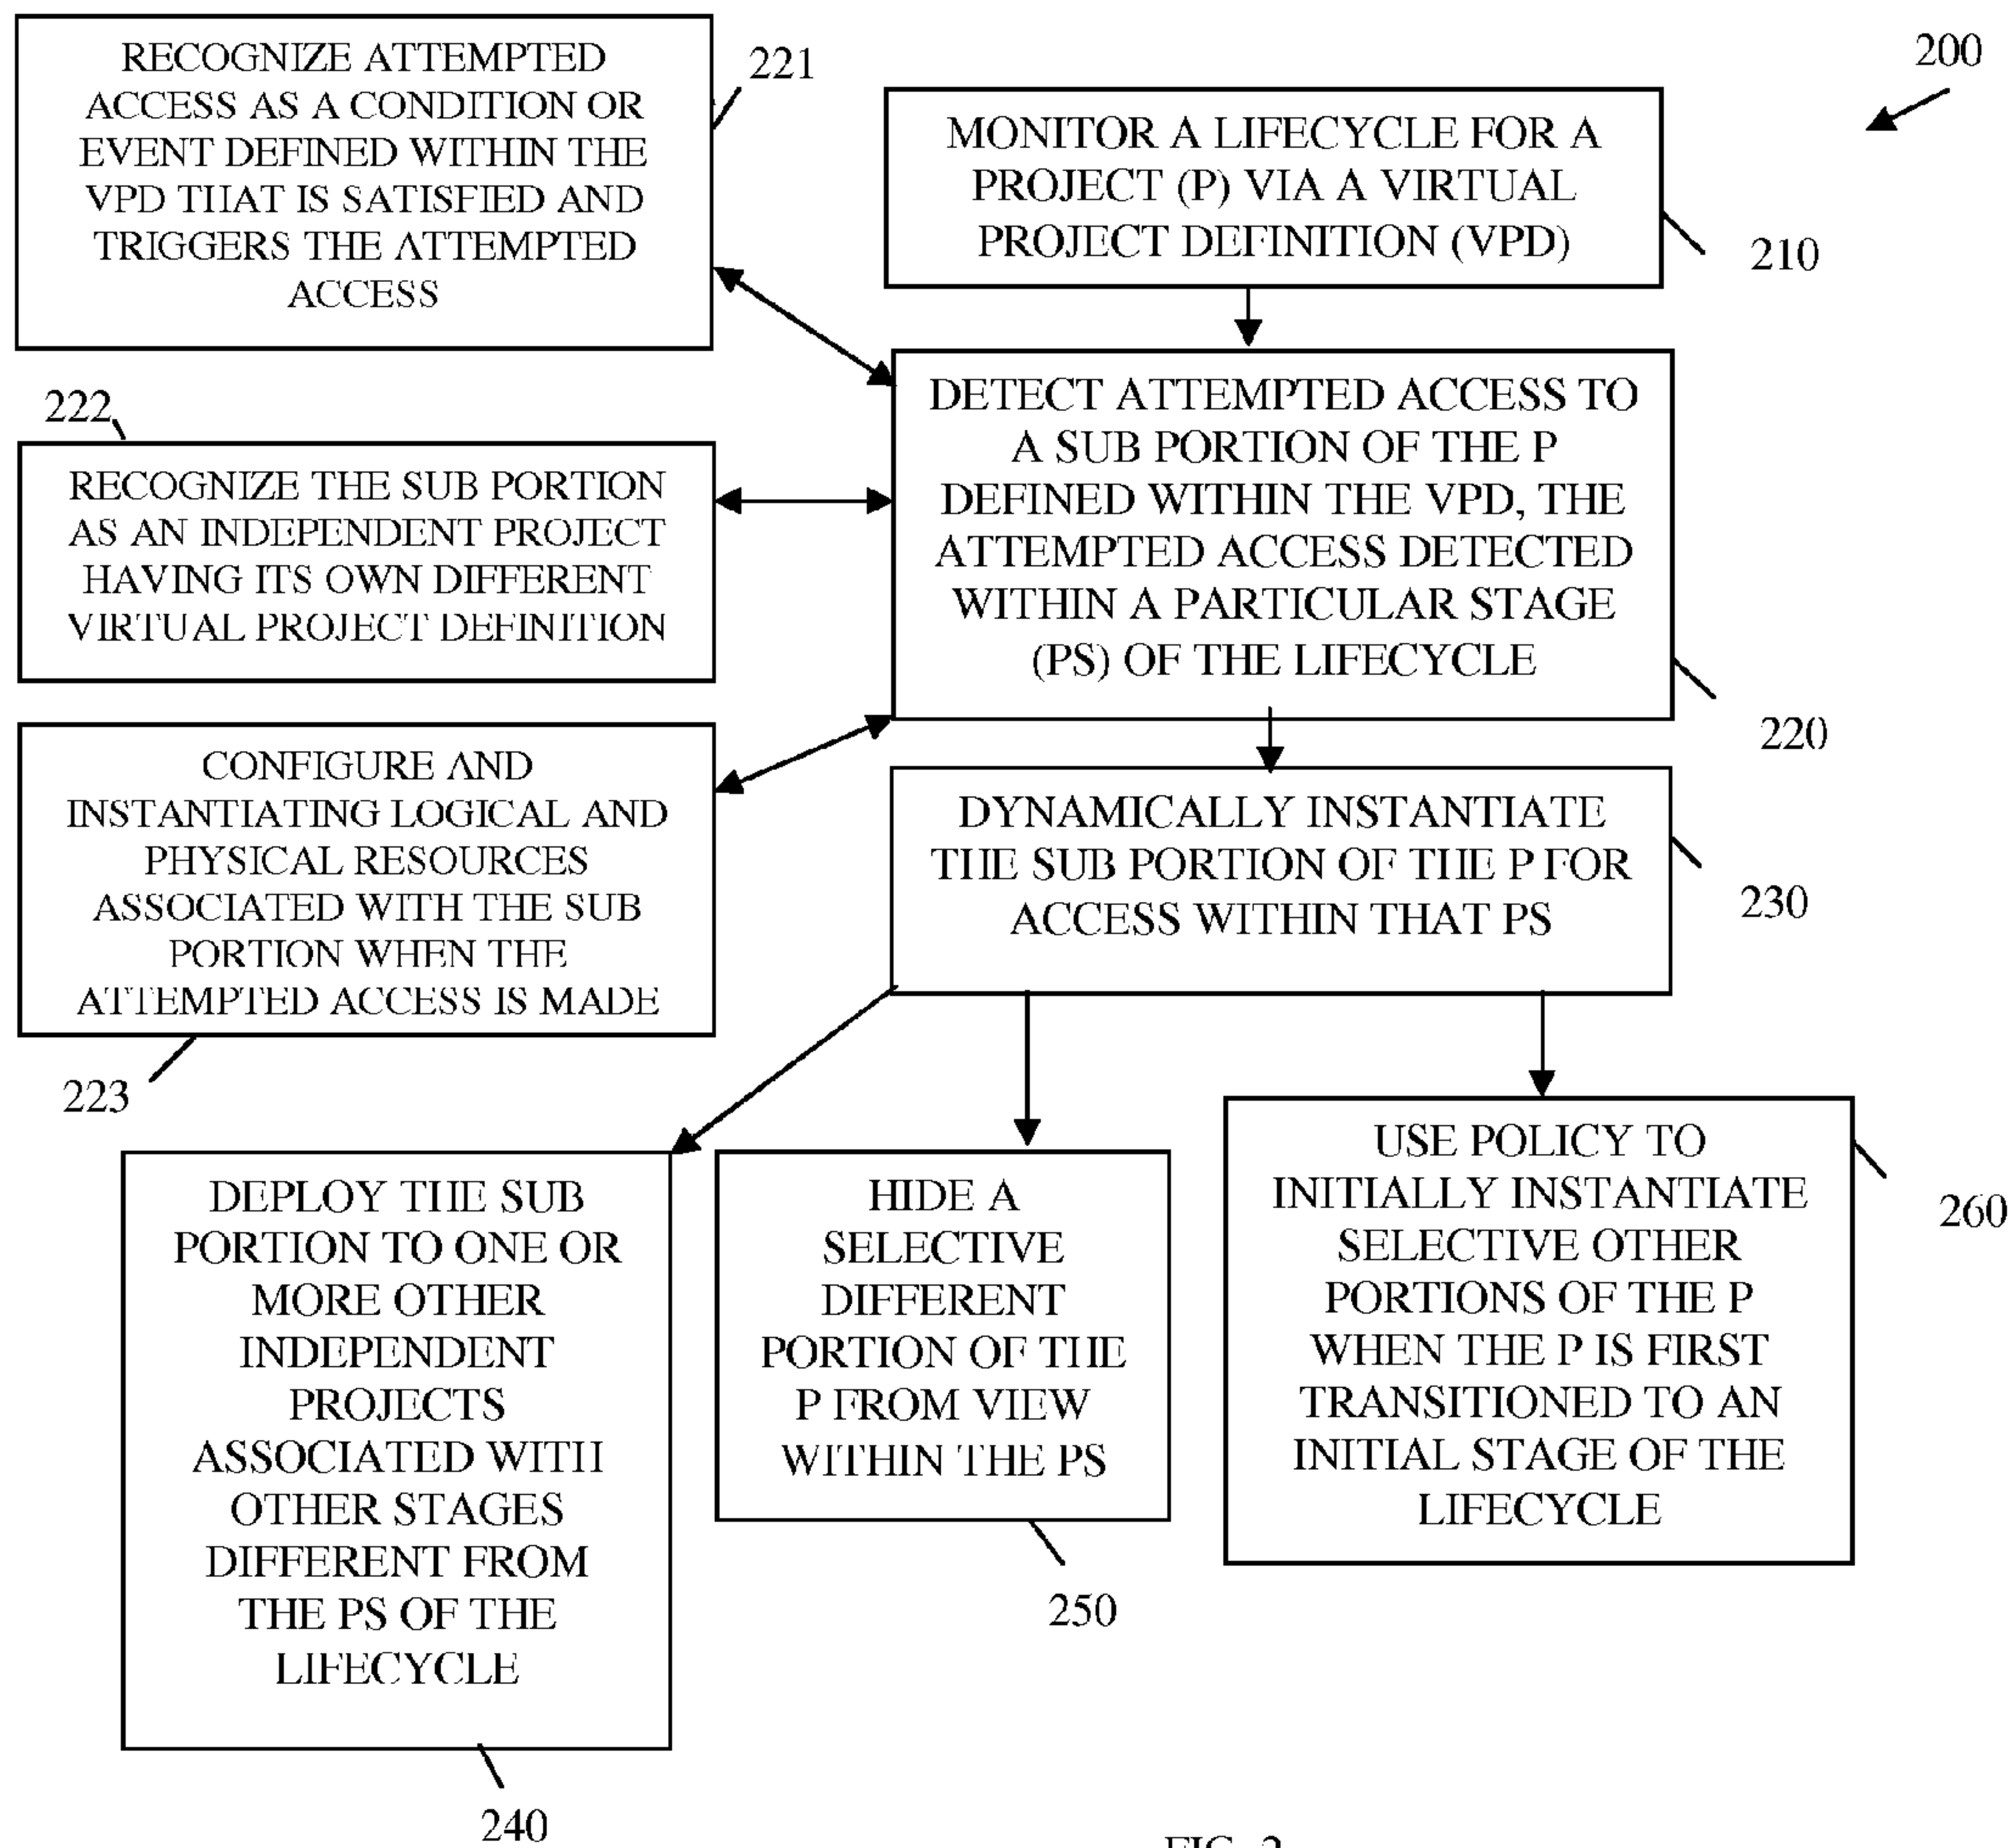 200
RECOGNIZE ATTEMPTED
ACCESS AS A CONDITION OR
EVENT DEFINED WITHIN THE
VPD THAT IS SATISFIED AND
TRIGGERS THE ATTEMPTED
ACCESS
221
MONITOR A LIFECYCLE FOR A
PROJECT (P) VIA A VIRTUAL
PROJECT DEFINITION (VPD)
210
DETECT ATTEMPTED ACCESS TO
A SUB PORTION OF THE P
DEFINED WITHIN THE VPD, THE
ATTEMPTED ACCESS DETECTED
WITHIN A PARTICULAR STAGE
(PS) OF THE LIFECYCLE
220
222
RECOGNIZE THE SUB PORTION
AS AN INDEPENDENT PROJECT
HAVING ITS OWN DIFFERENT
VIRTUAL PROJECT DEFINITION
CONFIGURE AND
INSTANTIATING LOGICAL AND
PHYSICAL RESOURCES
ASSOCIATED WITH THE SUB
PORTION WHEN THE
ATTEMPTED ACCESS IS MADE
223
DYNAMICALLY INSTANTIATE
THE SUB PORTION OF THE P FOR
ACCESS WITHIN THAT PS
230
DEPLOY THE SUB
PORTION TO ONE OR
MORE OTHER
INDEPENDENT
PROJECTS
ASSOCIATED WITH
OTHER STAGES
DIFFERENT FROM
THE PS OF THE
LIFECYCLE
240
HIDE A
SELECTIVE
DIFFERENT
PORTION OF THE
P FROM VIEW
WITHIN THE PS
250
USE POLICY TO
INITIALLY INSTANTIATE
SELECTIVE OTHER
PORTIONS OF THE P
WHEN THE P IS FIRST
TRANSITIONED TO AN
INITIAL STAGE OF THE
LIFECYCLE
260
FIG. 2